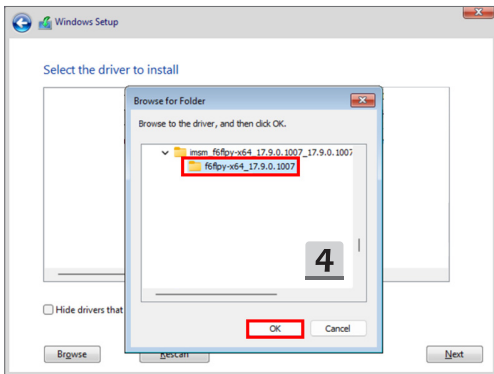 Windows Setup
Select the driver to install
Browse for Folder
Browse to the driver, and then click OK.
imsm_f6flpy-x64_17.9.0.1007_17.9.0.1007
f6flpy-x64_17.9.0.1007
4
Hide drivers that
OK
Cancel
Browse
Rescan
Next